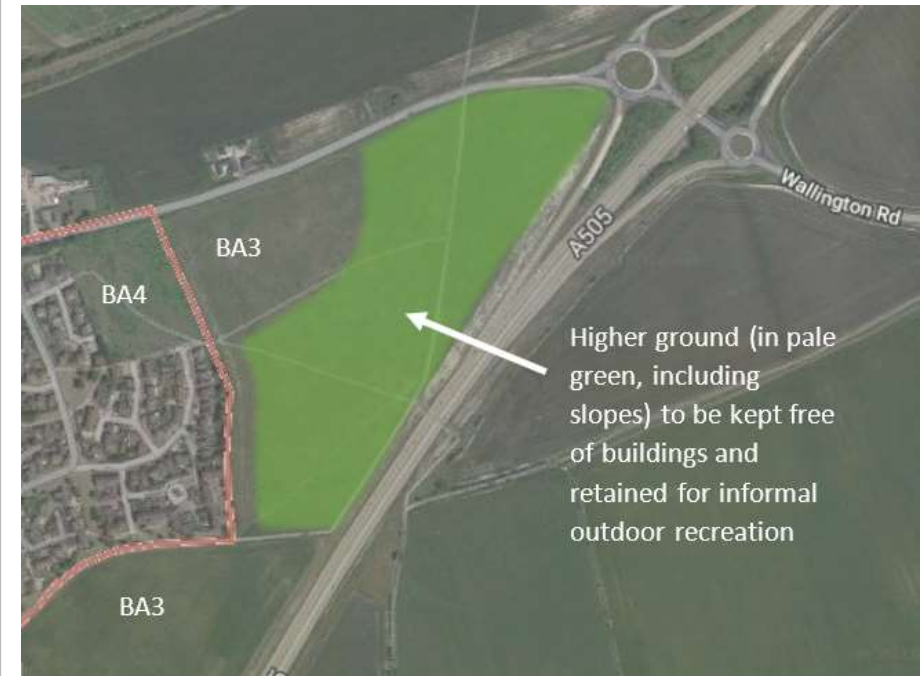 BA3
BA4
A505
Wallington Rd
Higher ground (in pale
green, including
slopes) to be kept free
of buildings and
retained for informal
outdoor recreation
BA3